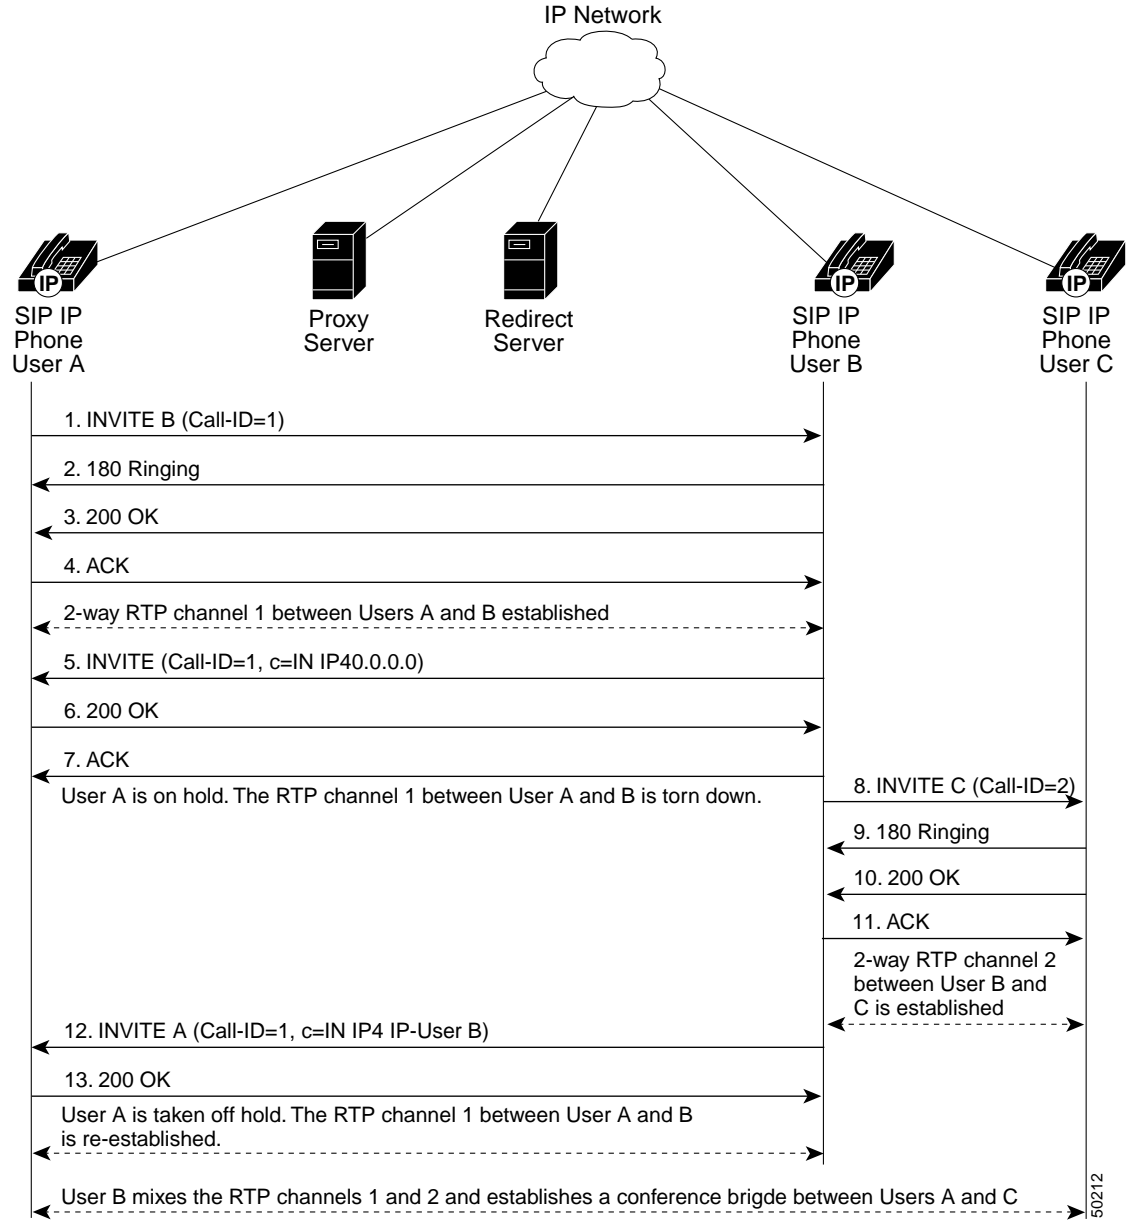 IP Network
IP
IP
IP
SIP IP
Phone
User A
Proxy
Server
Redirect
Server
SIP IP
Phone
User B
SIP IP
Phone
User C
1. INVITE B (Call-ID=1)
2. 180 Ringing
3. 200 OK
4. ACK
2-way RTP channel 1 between Users A and B established
5. INVITE (Call-ID=1, c=IN IP40.0.0.0)
6. 200 OK
7. ACK
User A is on hold. The RTP channel 1 between User A and B is torn down.
8. INVITE C (Call-ID=2)
9. 180 Ringing
10. 200 OK
11. ACK
2-way RTP channel 2
between User B and
C is established
12. INVITE A (Call-ID=1, c=IN IP4 IP-User B)
13. 200 OK
User A is taken off hold. The RTP channel 1 between User A and B
is re-established.
User B mixes the RTP channels 1 and 2 and establishes a conference brigde between Users A and C
50212